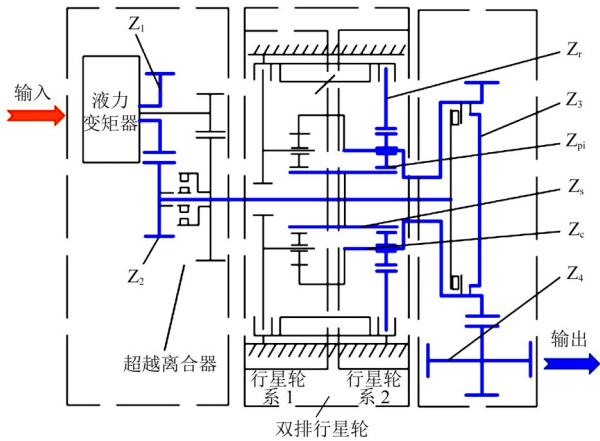 Z₁
输入
液力
变矩器
Z₂
超越离合器
Zᵣ
Z₃
Zₚᵢ
Zₛ
Z꜀
Z₄
输出
行星轮
系1
行星轮
系2
双排行星轮